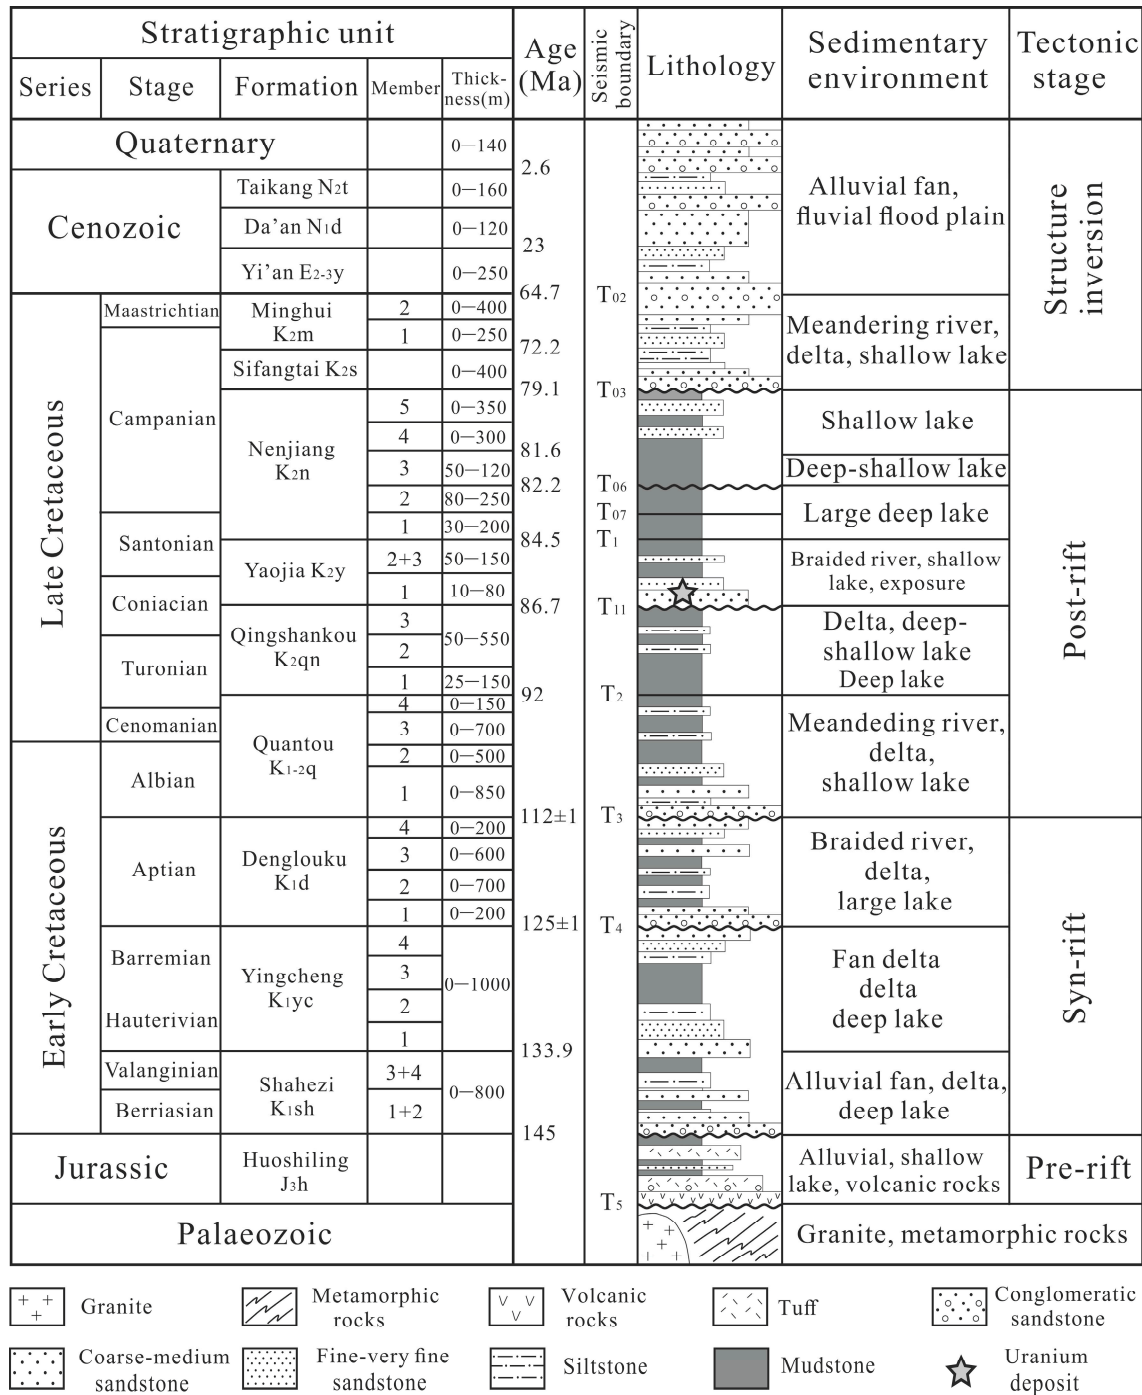 Stratigraphic unit
Series
Stage
Formation
Member
Thick-
ness(m)
Age
(Ma)
Seismic
boundary
Lithology
Sedimentary
environment
Tectonic
stage
Quaternary
0—140
2.6
Cenozoic
Taikang N2t
0—160
Da'an N1d
0—120
23
Yi'an E2-3y
0—250
64.7
T02
Alluvial fan,
fluvial flood plain
Structure
inversion
Late Cretaceous
Maastrichtian
Minghui
K2m
2
0—400
1
0—250
72.2
Meandering river,
delta, shallow lake
Sifangtai K2s
0—400
79.1
T03
Campanian
Nenjiang
K2n
5
0—350
4
0—300
81.6
3
50—120
82.2
T06
2
80—250
T07
1
30—200
84.5
T1
Shallow lake
Deep-shallow lake
Large deep lake
Post-rift
Santonian
Yaojia K2y
2+3
50—150
1
10—80
86.7
T11
Braided river, shallow
lake, exposure
Coniacian
Qingshankou
K2qn
3
2
50—550
1
25—150
92
T2
Delta, deep-
shallow lake
Deep lake
Turonian
Cenomanian
Quantou
K1-2q
4
0—150
3
0—700
2
0—500
1
0—850
112±1
T3
Meandeding river,
delta,
shallow lake
Early Cretaceous
Albian
Aptian
Denglouku
K1d
4
0—200
3
0—600
2
0—700
1
0—200
125±1
T4
Braided river,
delta,
large lake
Syn-rift
Barremian
Hauterivian
Yingcheng
K1yc
4
3
2
1
0—1000
133.9
Fan delta
delta
deep lake
Valanginian
Berriasian
Shahezi
K1sh
3+4
1+2
0—800
145
Alluvial fan, delta,
deep lake
Jurassic
Huoshiling
J3h
T5
Alluvial, shallow
lake, volcanic rocks
Pre-rift
Palaeozoic
Granite, metamorphic rocks
Granite
Metamorphic
rocks
Volcanic
rocks
Tuff
Conglomeratic
sandstone
Coarse-medium
sandstone
Fine-very fine
sandstone
Siltstone
Mudstone
Uranium
deposit